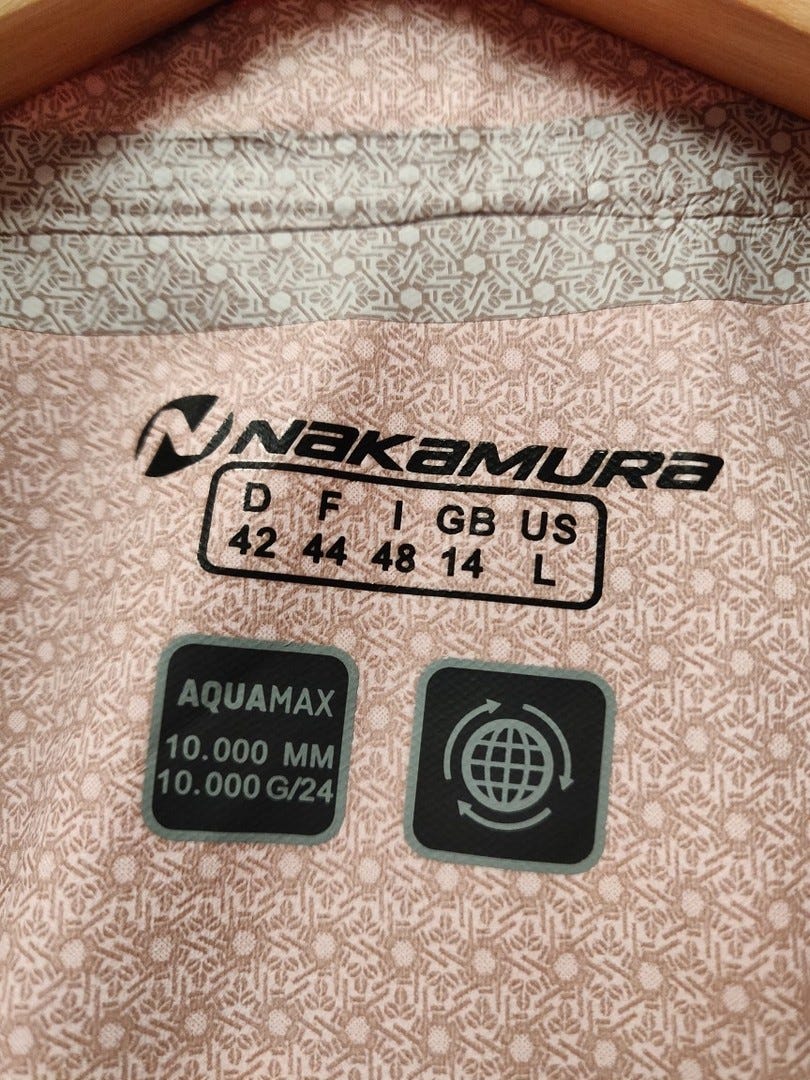 NaKaMURa
D F I GB US
42 44 48 14 L
AQUAMAX
10.000 MM
10.000 G/24